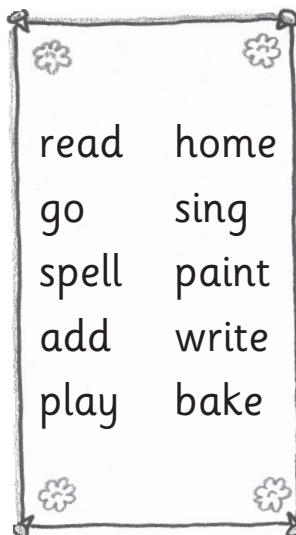 read home
go sing
spell paint
add write
play bake